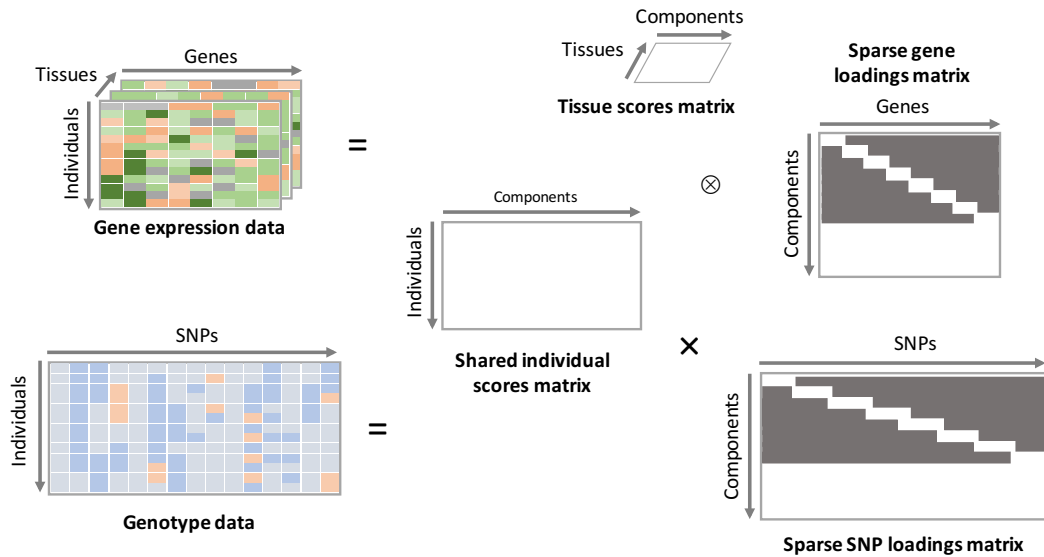 Components
Tissues
Tissue scores matrix
Sparse gene
loadings matrix
Genes
Components
Tissues
Genes
Individuals
Gene expression data
=
⊗
Components
Individuals
Shared individual
scores matrix
×
SNPs
Individuals
Genotype data
=
SNPs
Components
Sparse SNP loadings matrix